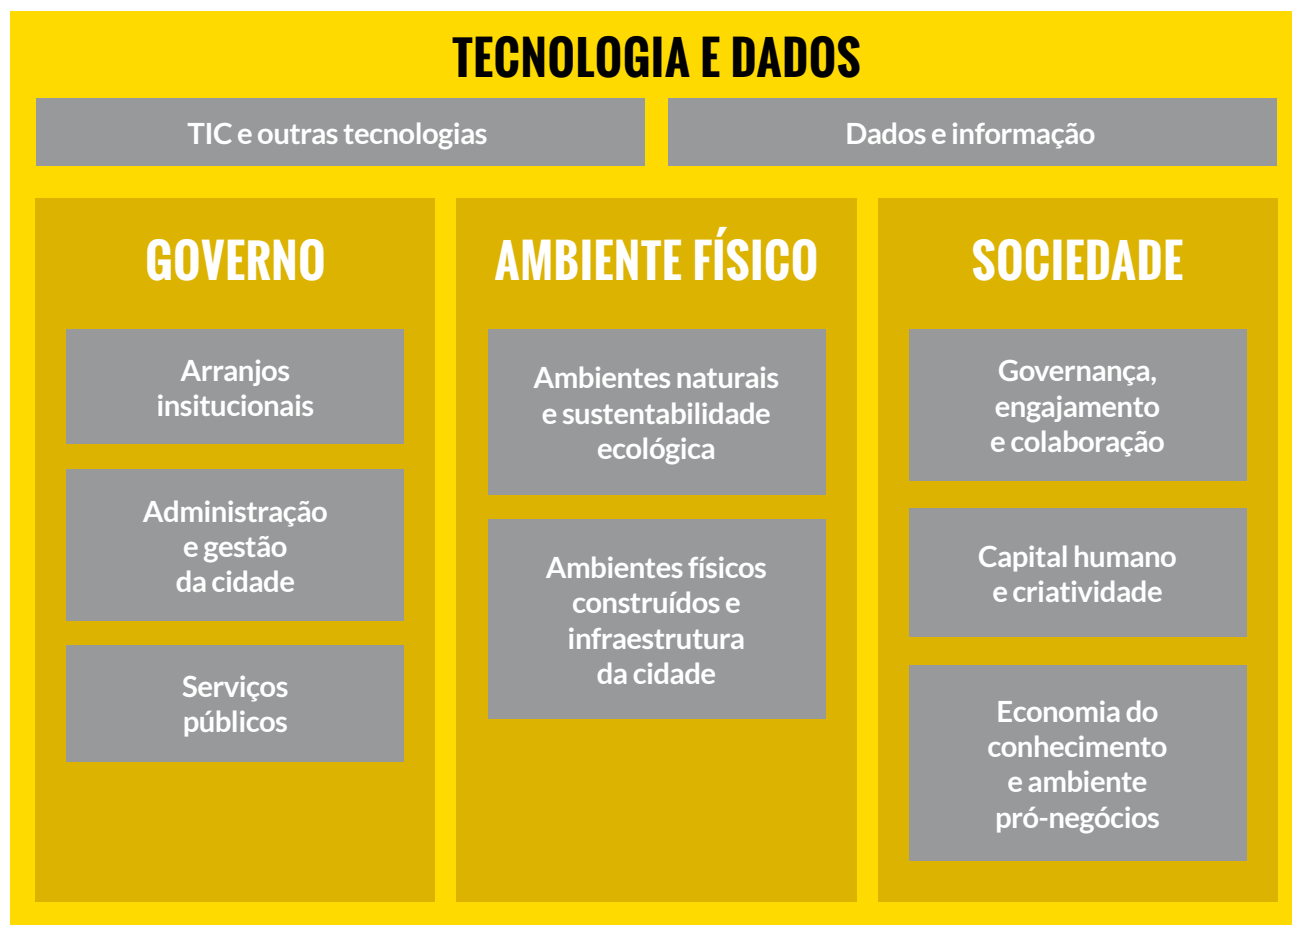 TECNOLOGIA E DADOS
TIC e outras tecnologias
Dados e informação
GOVERNO
Arranjos
insitucionais
Administração
e gestão
da cidade
Serviços
públicos
AMBIENTE FÍSICO
Ambientes naturais
e sustentabilidade
ecológica
Ambientes físicos
construídos e
infraestrutura
da cidade
SOCIEDADE
Governança,
engajamento
e colaboração
Capital humano
e criatividade
Economia do
conhecimento
e ambiente
pró-negócios